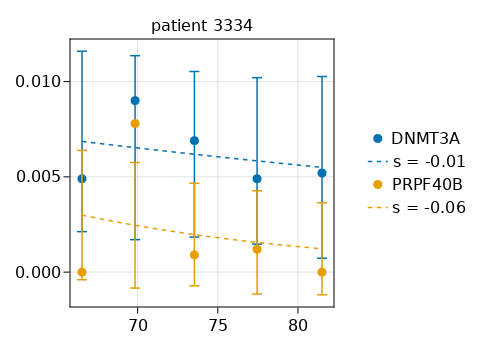 patient 3334
0.010
0.005
0.000
70
75
80
DNMT3A
s = -0.01
PRPF40B
s = -0.06